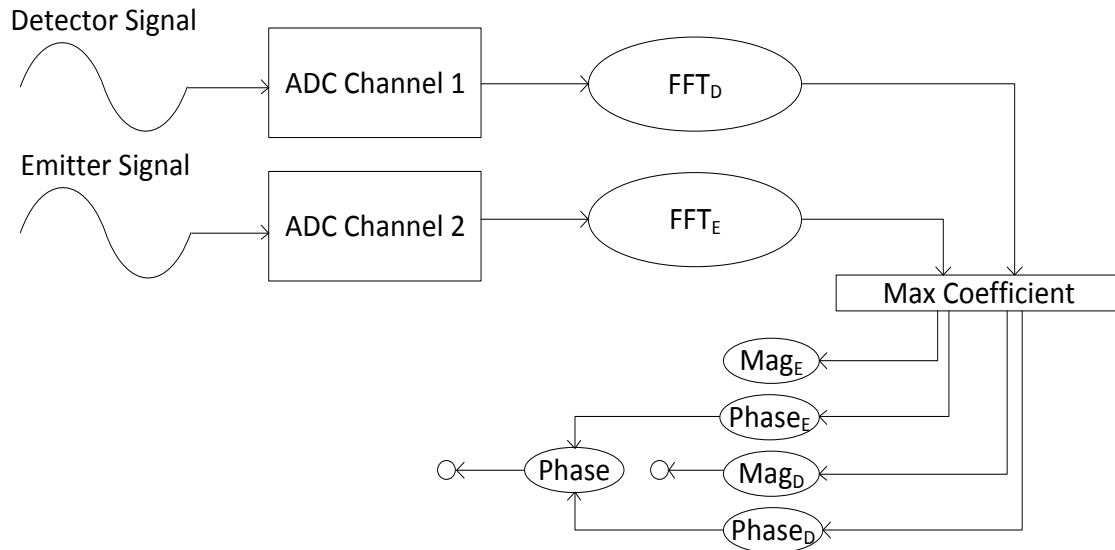 Detector Signal
ADC Channel 1
FFT_D
Emitter Signal
ADC Channel 2
FFT_E
Max Coefficient
Mag_E
Phase_E
Phase
Mag_D
Phase_D